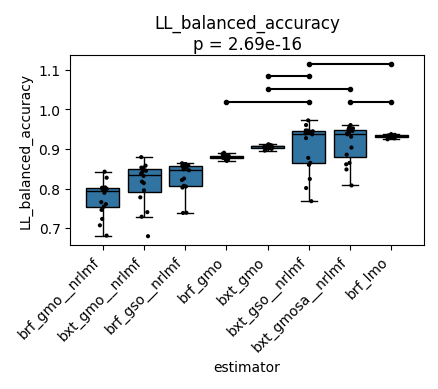 LL_balanced_accuracy
p = 2.69e-16
LL_balanced_accuracy
1.1
1.0
0.9
0.8
0.7
brf_gmo__nrlmf
bxt_gmo__nrlmf
brf_gso__nrlmf
brf_gmo
bxt_gmo
bxt_gso__nrlmf
bxt_gmosa__nrlmf
brf_lmo
estimator